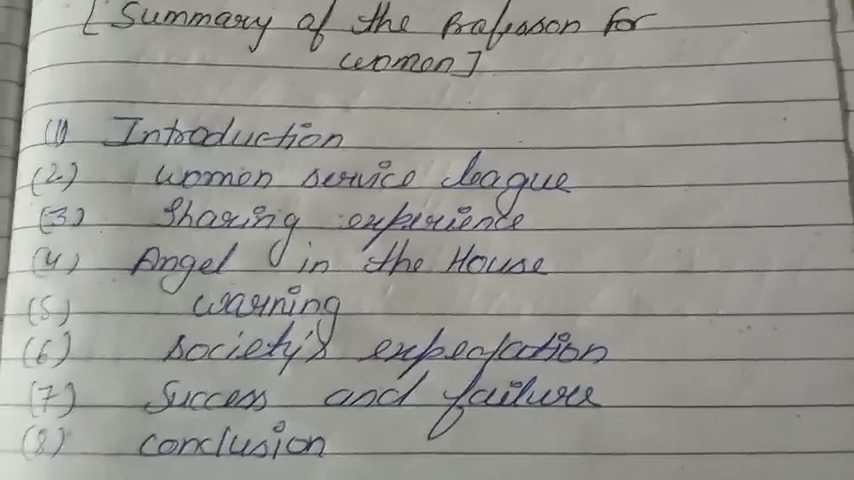 [Summary of the Professon for
women]
(1) Introduction
(2) women service league
(3) Sharing experience
(4) Angel in the House
(5) warning
(6) society's expectation
(7) Success and failure
(8) conclusion